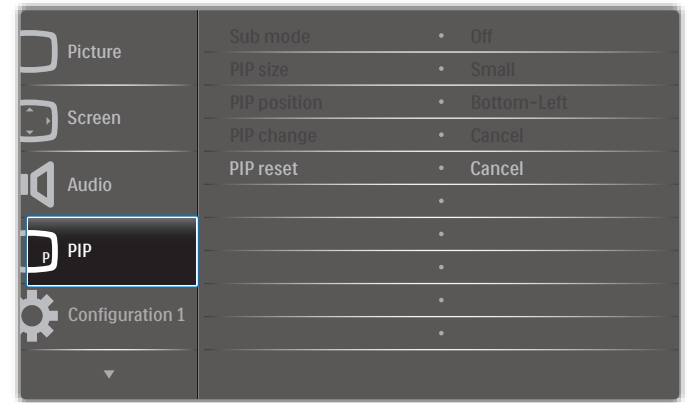 Picture
Screen
Audio
P
PIP
Configuration 1
Sub mode • Off
PIP size • Small
PIP position • Bottom-Left
PIP change • Cancel
PIP reset • Cancel
•
•
•
•
•